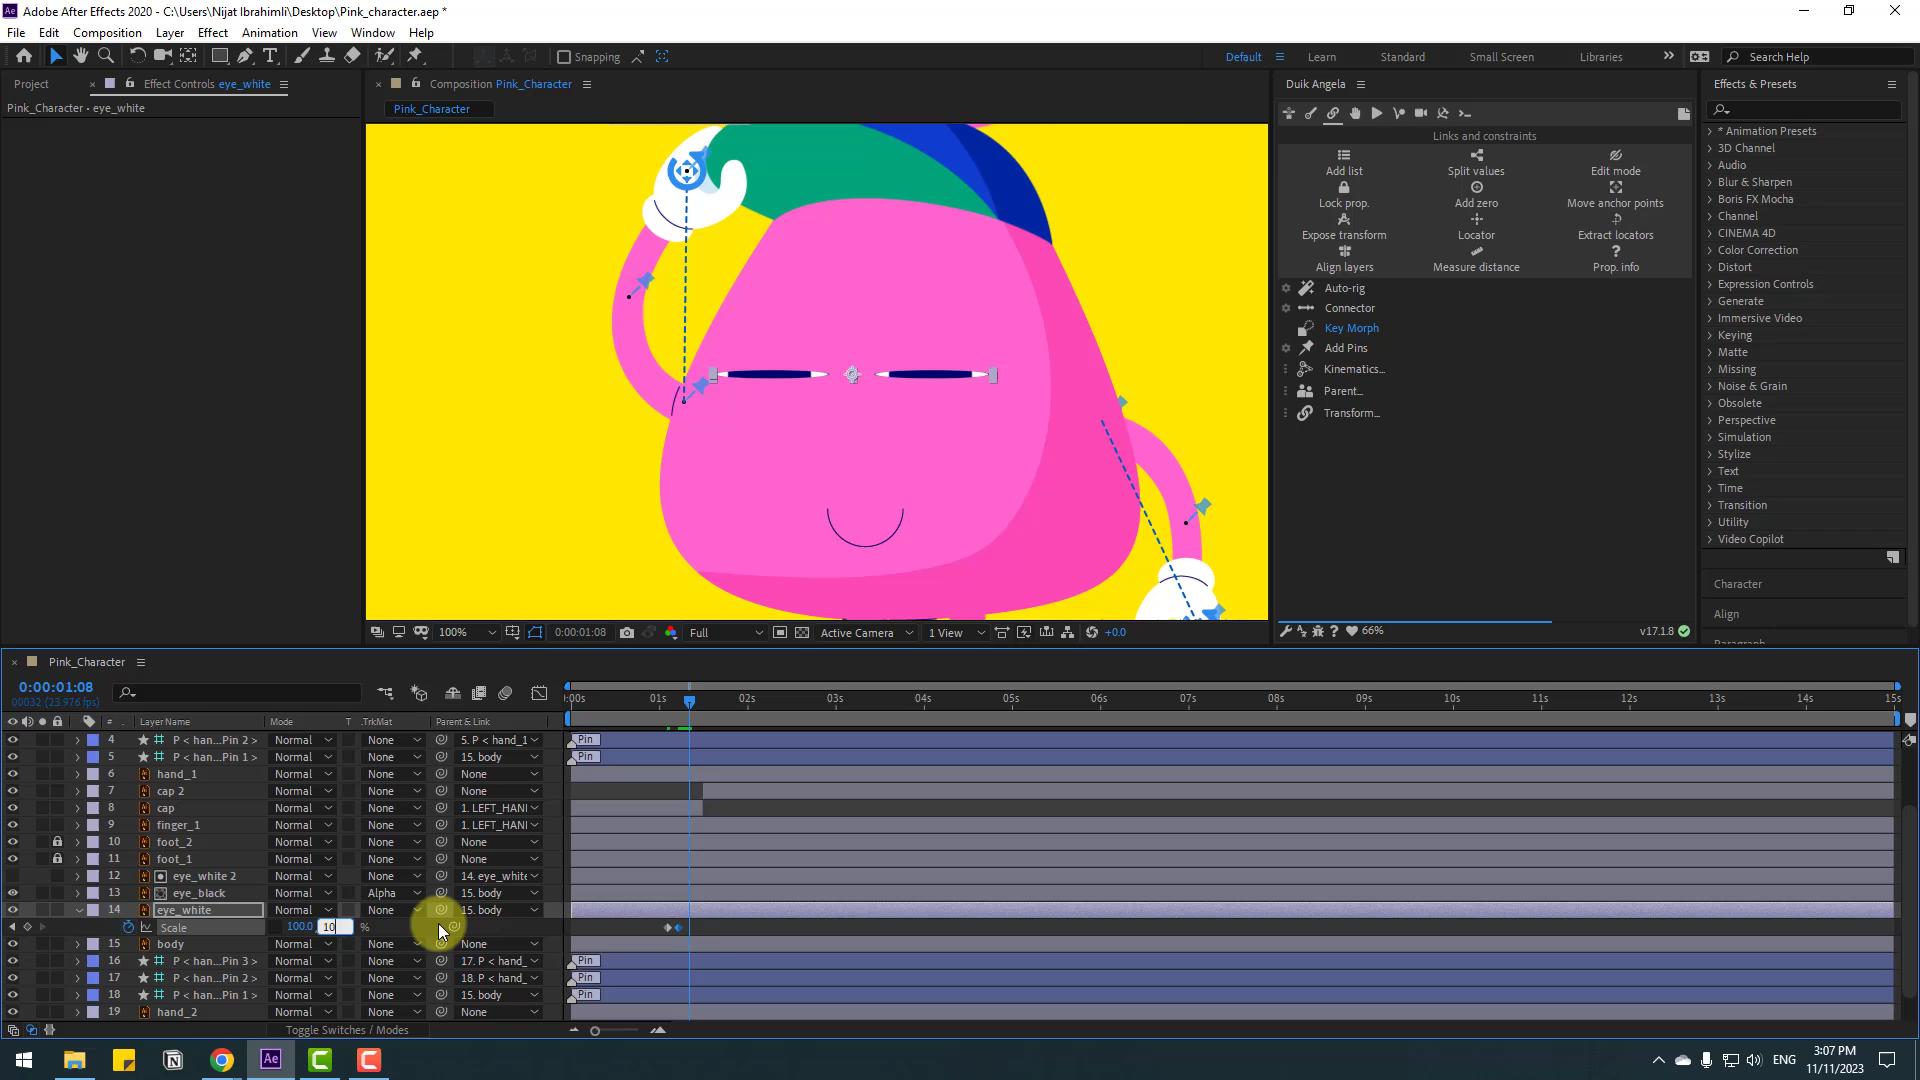 Adobe After Effects 2020 - C:\Users\Nijat Ibrahimli\Desktop\Pink_character.aep *
File Edit Composition Layer Effect Animation View Window Help
Snapping Default Learn Standard Small Screen Libraries Search Help
Project Effect Controls eye_white Composition Pink_Character Duik Angela Effects & Presets
Pink_Character • eye_white
Pink_Character
Links and constraints
Add list Split values Edit mode
Lock prop. Add zero Move anchor points
Expose transform Locator Extract locators
Align layers Measure distance Prop. info
Auto-rig
Connector
Key Morph
Add Pins
Kinematics...
Parent...
Transform...
66% v17.1.8
* Animation Presets
3D Channel
Audio
Blur & Sharpen
Boris FX Mocha
Channel
CINEMA 4D
Color Correction
Distort
Expression Controls
Generate
Immersive Video
Keying
Matte
Missing
Noise & Grain
Obsolete
Perspective
Simulation
Stylize
Text
Time
Transition
Utility
Video Copilot
Character
Align
100% 0:00:01:08 Full Active Camera 1 View +0.0
Pink_Character
0:00:01:08
00032 (23.976 fps)
:00s 01s 02s 03s 04s 05s 06s 07s 08s 09s 10s 11s 12s 13s 14s 15s
# Layer Name Mode T .TrkMat Parent & Link
4 P < han...Pin 2 > Normal None 5. P < hand_1 Pin
5 P < han...Pin 1 > Normal None 15. body Pin
6 hand_1 Normal None None
7 cap 2 Normal None None
8 cap Normal None 1. LEFT_HAN
9 finger_1 Normal None 1. LEFT_HAN
10 foot_2 Normal None None
11 foot_1 Normal None None
12 eye_white 2 Normal None 14. eye_white
13 eye_black Normal Alpha 15. body
14 eye_white Normal None 15. body
Scale 100.0, 10 %
15 body Normal None None
16 P < han...Pin 3 > Normal None 17. P < hand_ Pin
17 P < han...Pin 2 > Normal None 18. P < hand_ Pin
18 P < han...Pin 1 > Normal None 15. body Pin
19 hand_2 Normal None None
Toggle Switches / Modes
Ae ENG 3:07 PM
11/11/2023